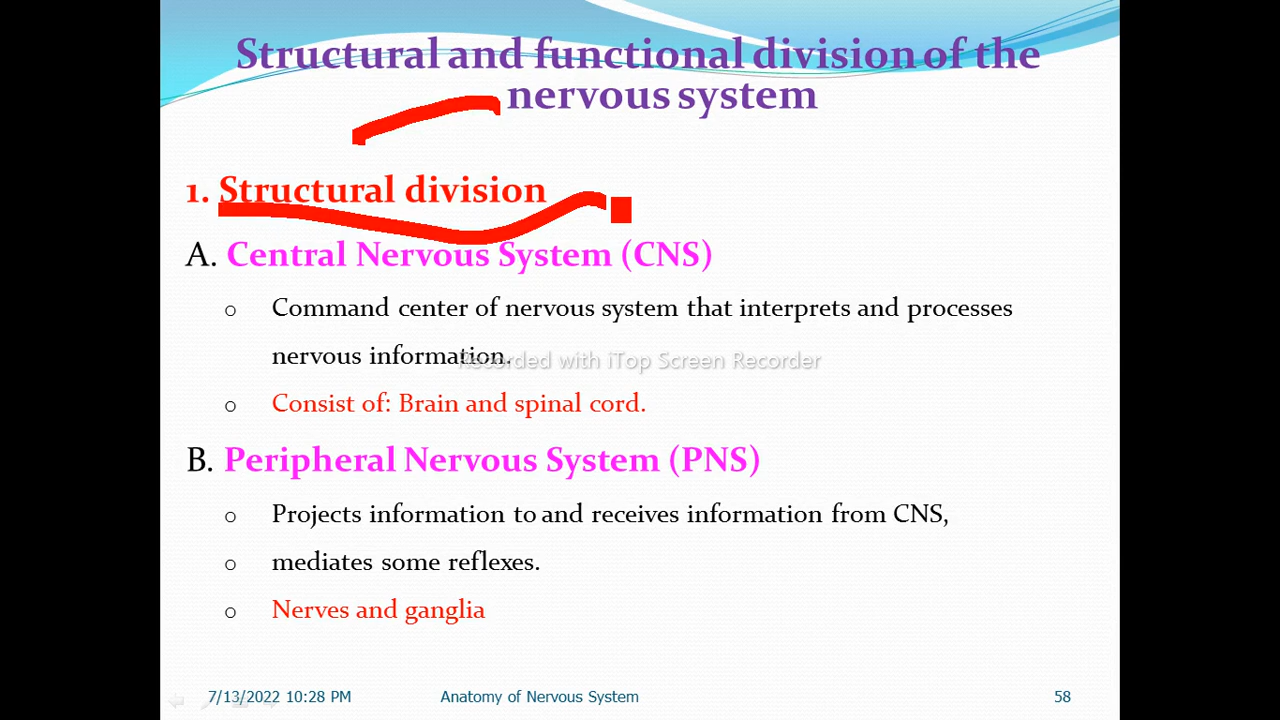 Structural and functional division of the
nervous system
1. Structural division
A. Central Nervous System (CNS)
o Command center of nervous system that interprets and processes
nervous information.
Recorded with iTop Screen Recorder
o Consist of: Brain and spinal cord.
B. Peripheral Nervous System (PNS)
o Projects information to and receives information from CNS,
o mediates some reflexes.
o Nerves and ganglia
7/13/2022 10:28 PM Anatomy of Nervous System 58